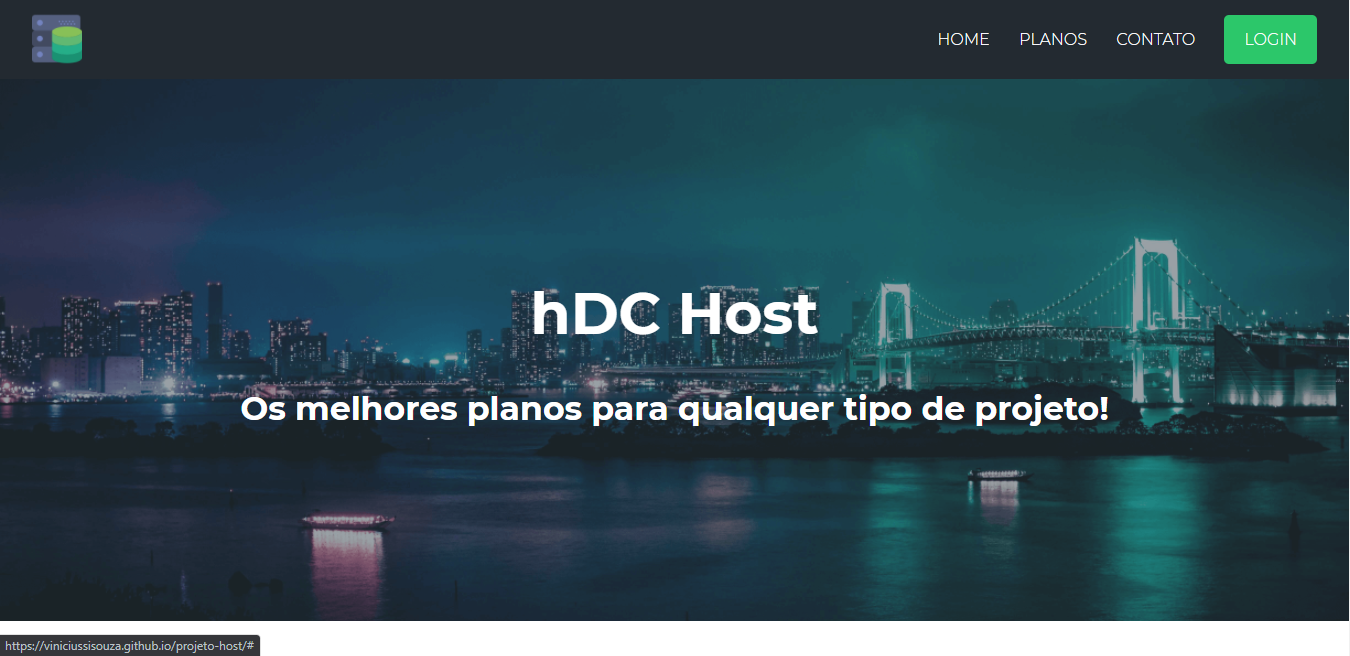 HOME
PLANOS
CONTATO
LOGIN
hDC Host
Os melhores planos para qualquer tipo de projeto!
https://viniciussisouza.github.io/projeto-host/#